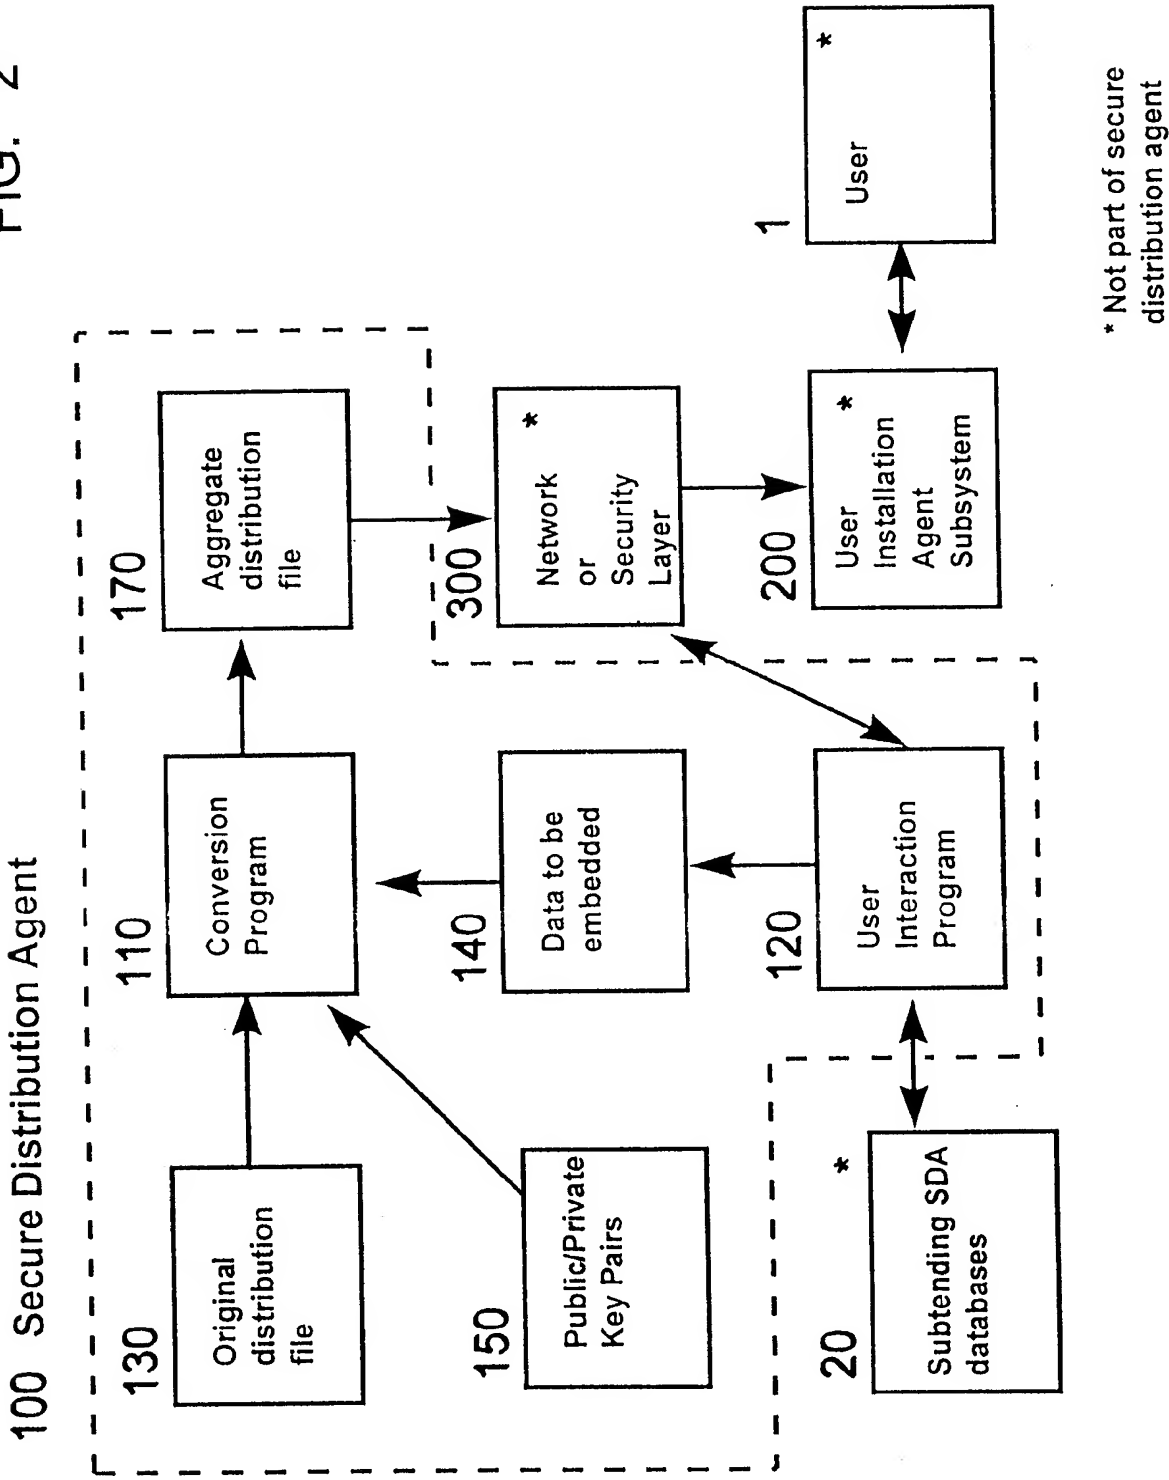 FIG. 2
100 Secure Distribution Agent
130
Original
distribution
file
110
Conversion
Program
170
Aggregate
distribution
file
150
Public/Private
Key Pairs
140
Data to be
embedded
300
Network *
or
Security
Layer
20 *
Subtending SDA
databases
120
User
Interaction
Program
200
User *
Installation
Agent
Subsystem
1
*
User
* Not part of secure
distribution agent